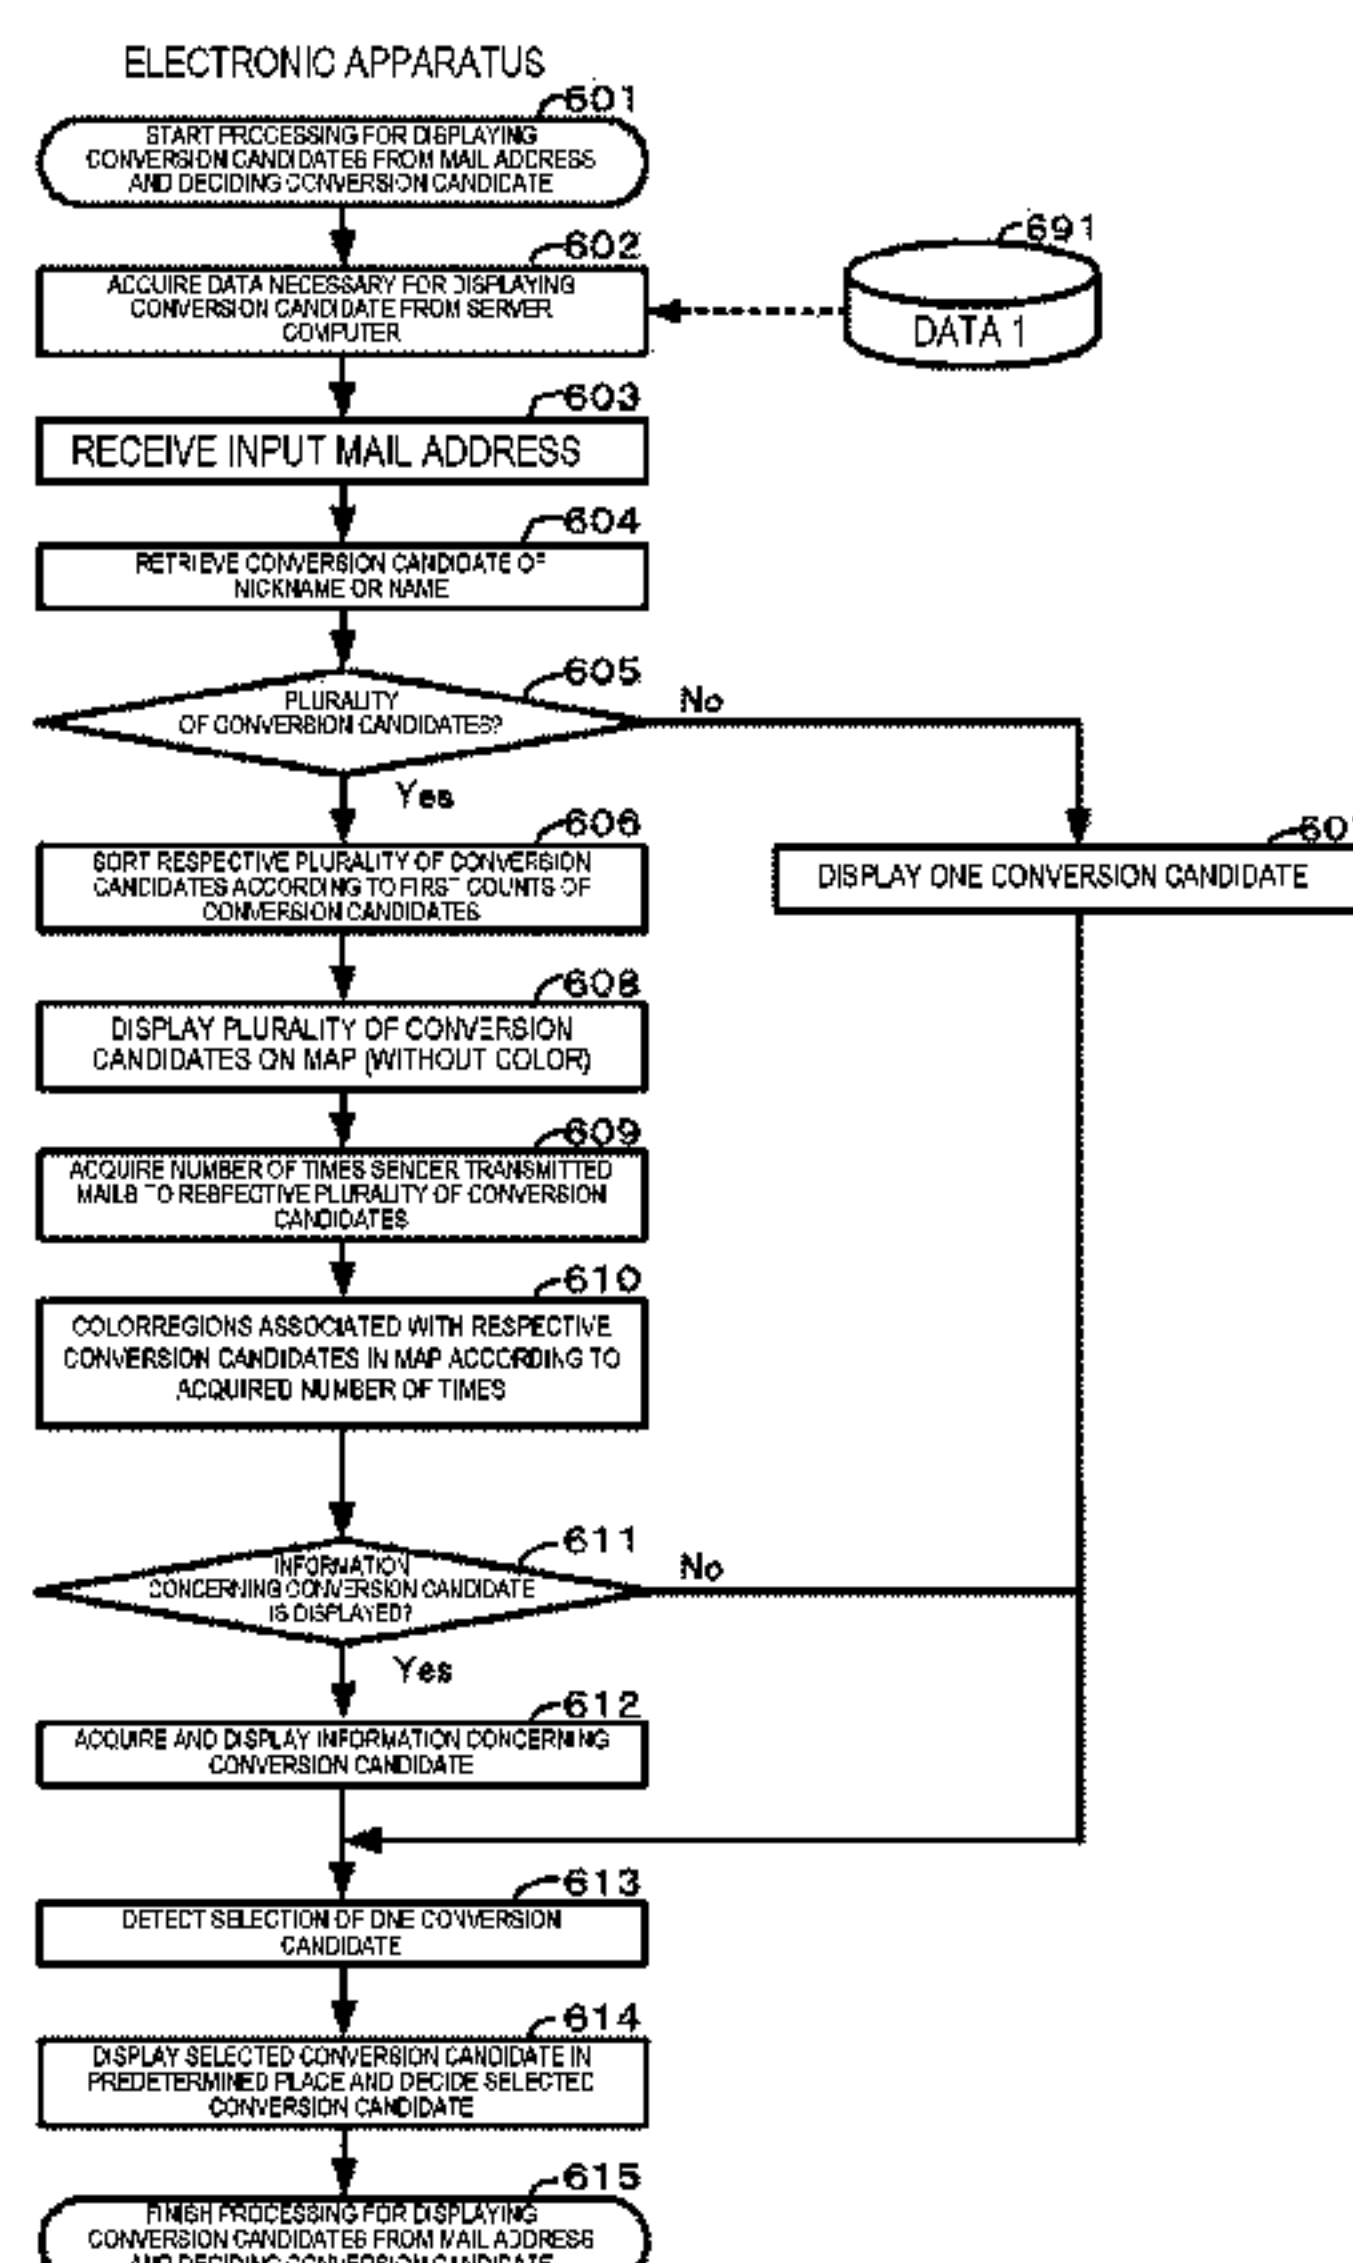 ELECTRONIC APPARATUS
601
START PROCESSING FOR DISPLAYING
CONVERSION CANDIDATES FROM MAIL ADDRESS
AND DECIDING CONVERSION CANDIDATE
602
ACQUIRE DATA NECESSARY FOR DISPLAYING
CONVERSION CANDIDATE FROM SERVER
COMPUTER
691
DATA 1
603
RECEIVE INPUT MAIL ADDRESS
604
RETRIEVE CONVERSION CANDIDATE OF
NICKNAME OR NAME
605
PLURALITY
OF CONVERSION CANDIDATES?
No
Yes
606
SORT RESPECTIVE PLURALITY OF CONVERSION
CANDIDATES ACCORDING TO FIRST COUNTS OF
CONVERSION CANDIDATES
60
DISPLAY ONE CONVERSION CANDIDATE
608
DISPLAY PLURALITY OF CONVERSION
CANDIDATES ON MAP (WITHOUT COLOR)
609
ACQUIRE NUMBER OF TIMES SENDER TRANSMITTED
MAILS TO RESPECTIVE PLURALITY OF CONVERSION
CANDIDATES
610
COLORREGIONS ASSOCIATED WITH RESPECTIVE
CONVERSION CANDIDATES IN MAP ACCORDING TO
ACQUIRED NUMBER OF TIMES
611
INFORMATION
CONCERNING CONVERSION CANDIDATE
IS DISPLAYED?
No
Yes
612
ACQUIRE AND DISPLAY INFORMATION CONCERNING
CONVERSION CANDIDATE
613
DETECT SELECTION OF ONE CONVERSION
CANDIDATE
614
DISPLAY SELECTED CONVERSION CANDIDATE IN
PREDETERMINED PLACE AND DECIDE SELECTED
CONVERSION CANDIDATE
615
FINISH PROCESSING FOR DISPLAYING
CONVERSION CANDIDATES FROM MAIL ADDRESS
AND DECIDING CONVERSION CANDIDATE